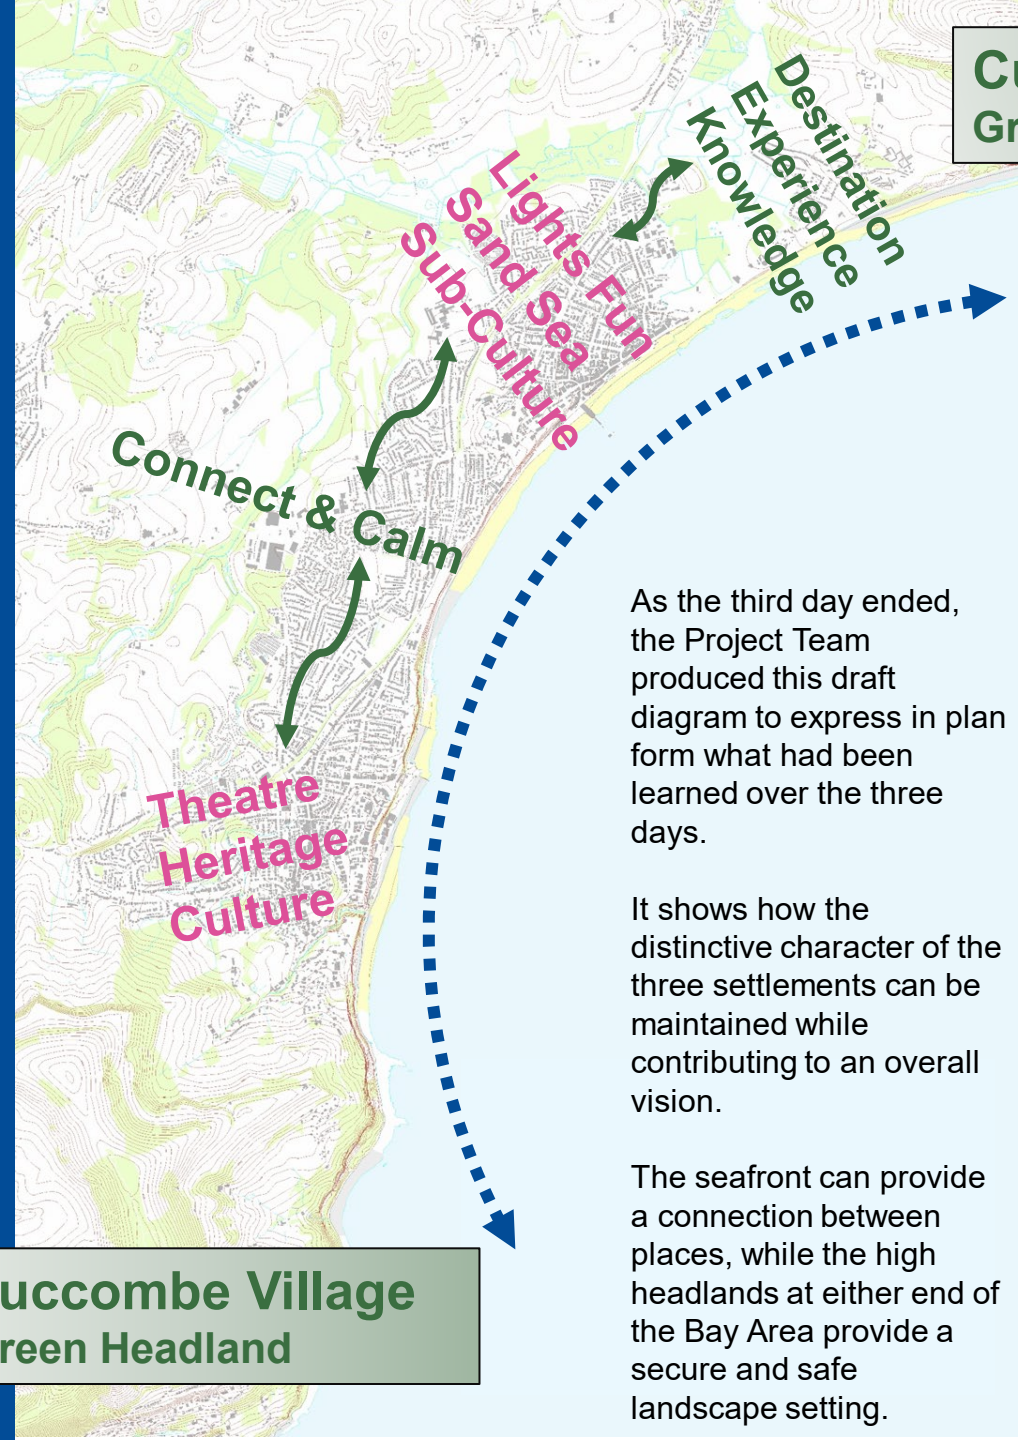 Cu
Gr
Destination
Experience
Knowledge
Lights Fun
Sand Sea
Sub-Culture
Connect & Calm
Theatre
Heritage
Culture
As the third day ended,
the Project Team
produced this draft
diagram to express in plan
form what had been
learned over the three
days.
It shows how the
distinctive character of the
three settlements can be
maintained while
contributing to an overall
vision.
The seafront can provide
a connection between
places, while the high
headlands at either end of
the Bay Area provide a
secure and safe
landscape setting.
uccombe Village
reen Headland